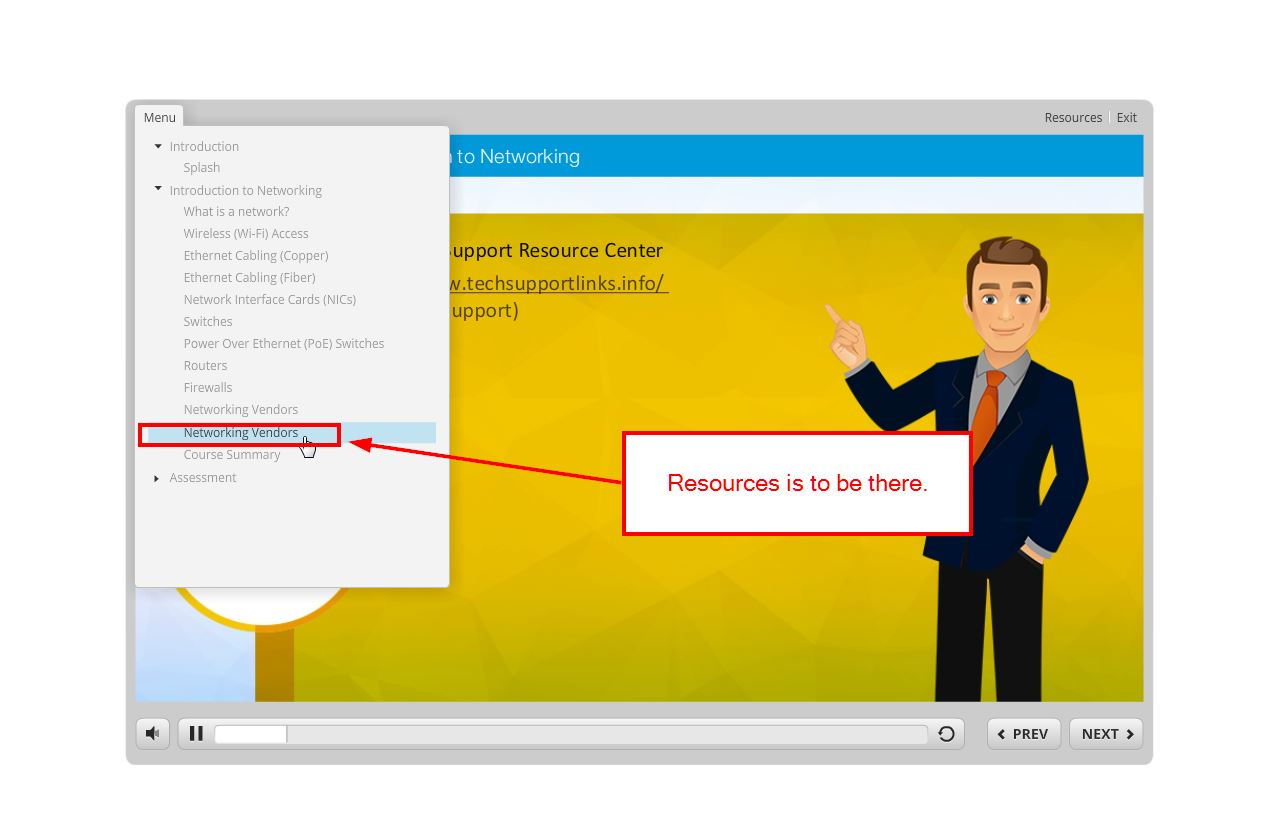 Menu
Resources
Exit
Introduction
Splash
Introduction to Networking
What is a network?
Wireless (Wi-Fi) Access
Ethernet Cabling (Copper)
Ethernet Cabling (Fiber)
Network Interface Cards (NICs)
Switches
Power Over Ethernet (PoE) Switches
Routers
Firewalls
Networking Vendors
Networking Vendors
Course Summary
Assessment
to Networking
upport Resource Center
w.techsupportlinks.info/
upport)
Resources is to be there.
PREV
NEXT